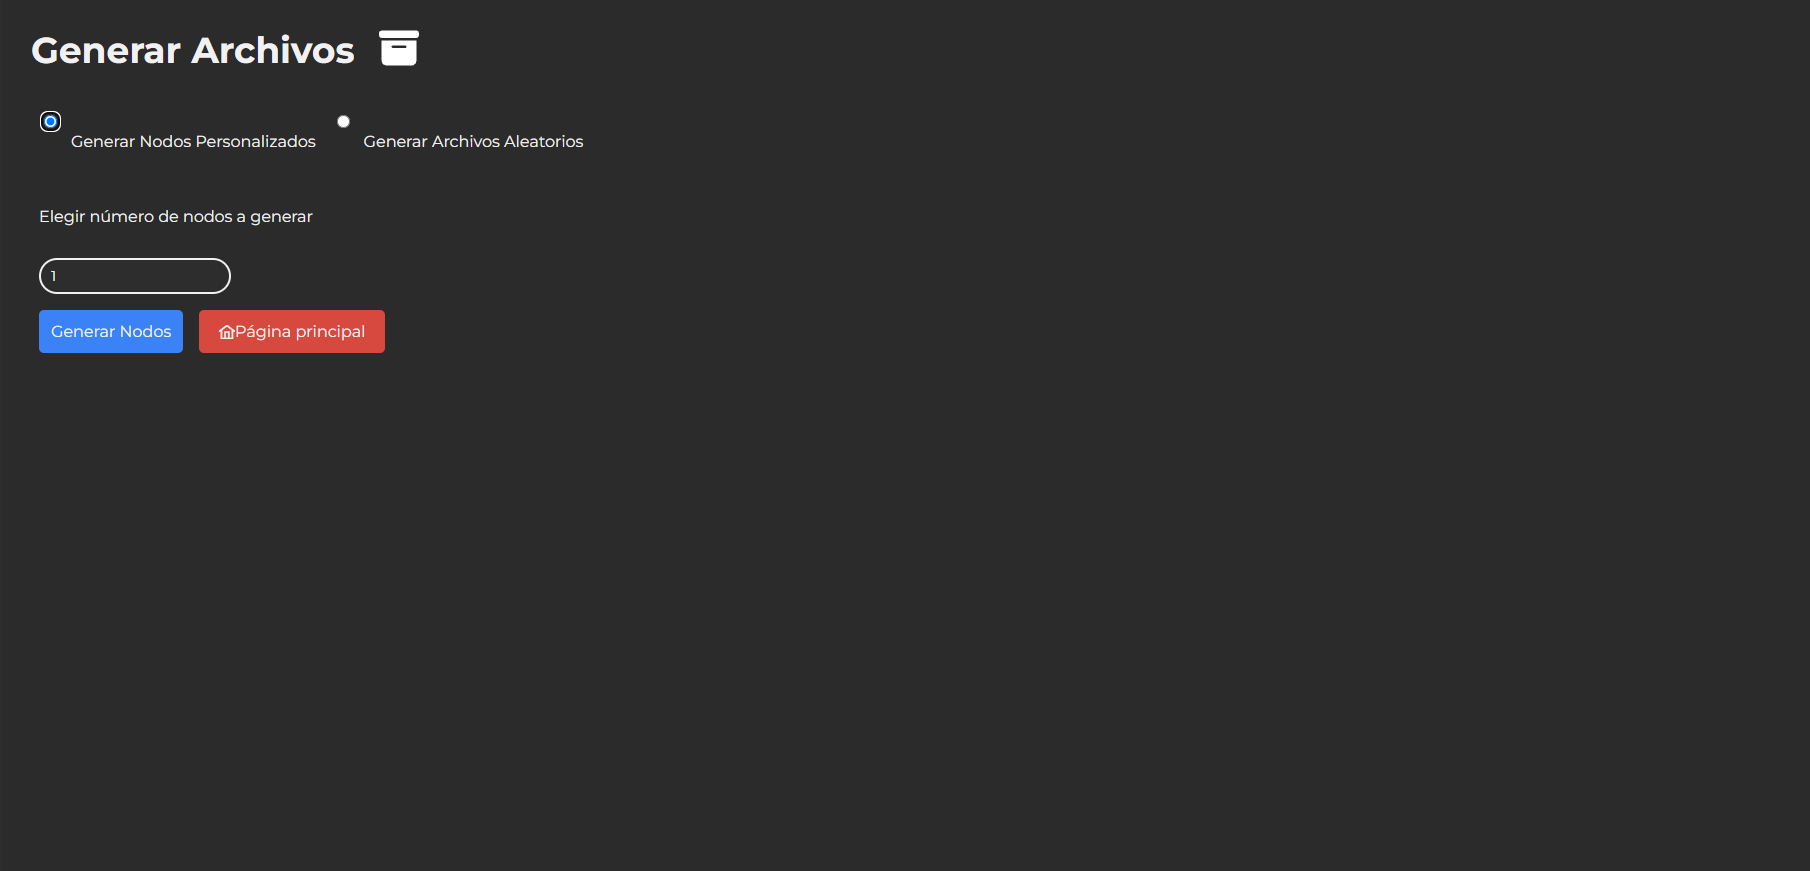 Generar Archivos
Generar Nodos Personalizados Generar Archivos Aleatorios
Elegir número de nodos a generar
1
Generar Nodos Página principal